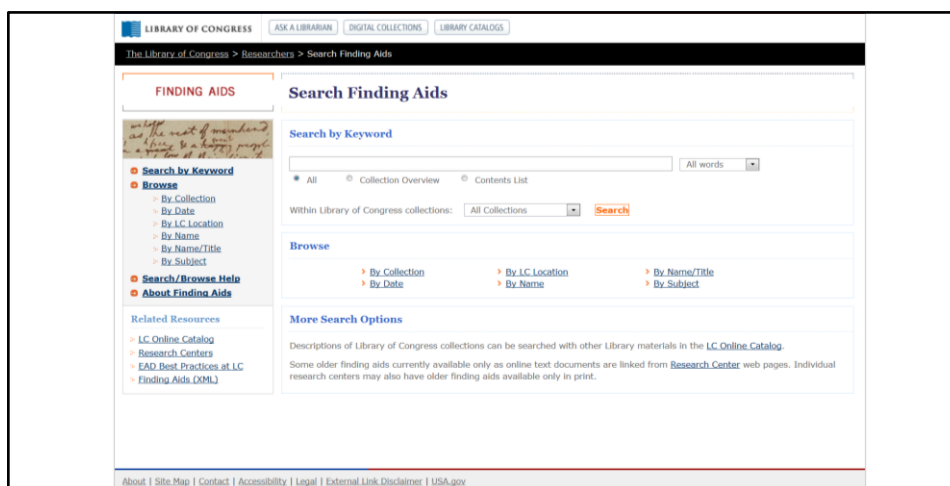 LIBRARY OF CONGRESS
ASK A LIBRARIAN
DIGITAL COLLECTIONS
LIBRARY CATALOGS
The Library of Congress > Researchers > Search Finding Aids
FINDING AIDS
Search by Keyword
Browse
By Collection
By Date
By LC Location
By Name
By Name/Title
By Subject
Search/Browse Help
About Finding Aids
Related Resources
LC Online Catalog
Research Centers
EAD Best Practices at LC
Finding Aids (XML)
Search Finding Aids
Search by Keyword
All words
All Collection Overview Contents List
Within Library of Congress collections: All Collections Search
Browse
> By Collection > By LC Location > By Name/Title
> By Date > By Name > By Subject
More Search Options
Descriptions of Library of Congress collections can be searched with other Library materials in the LC Online Catalog.
Some older finding aids currently available only as online text documents are linked from Research Center web pages. Individual
research centers may also have older finding aids available only in print.
About | Site Map | Contact | Accessibility | Legal | External Link Disclaimer | USA.gov